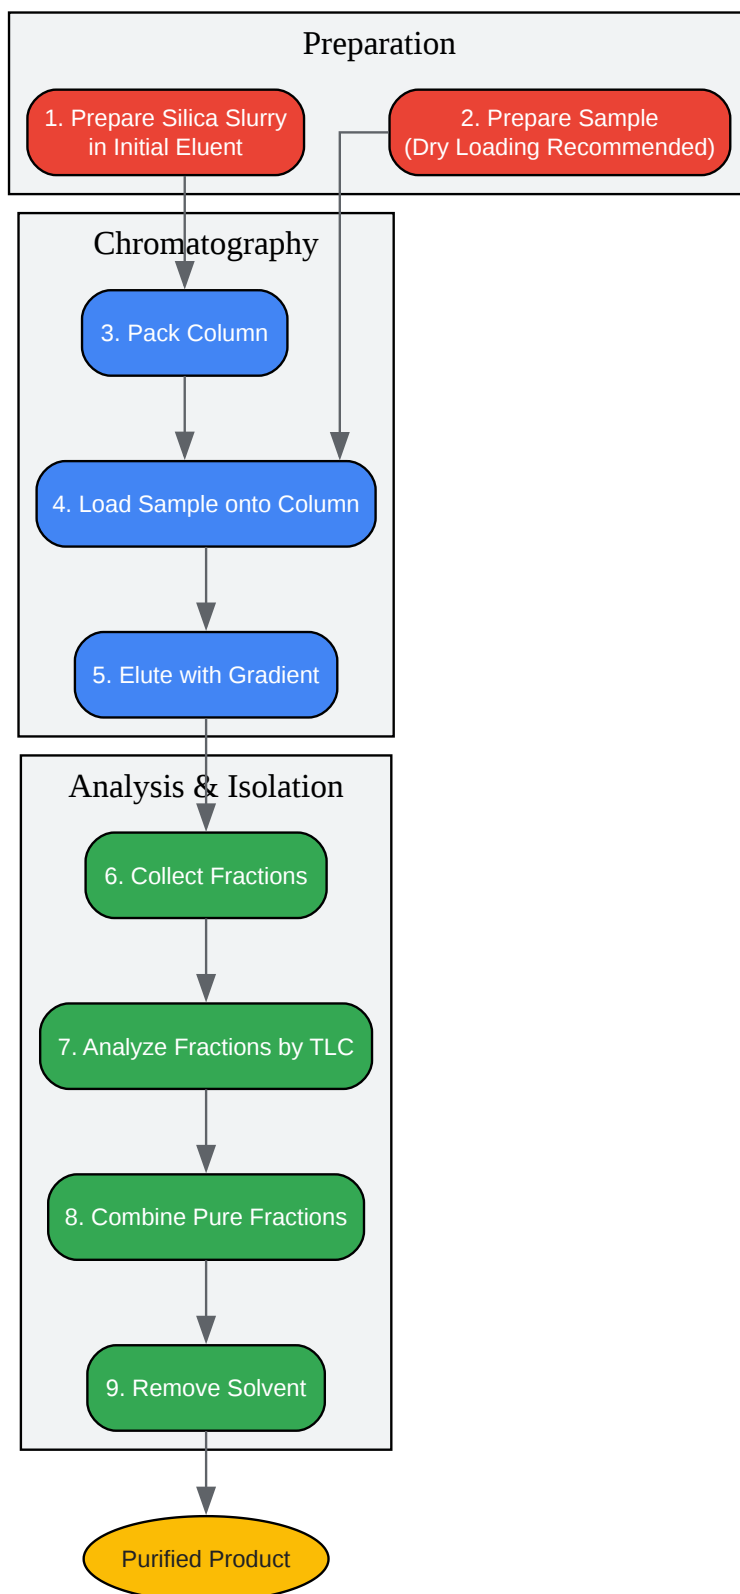 Preparation
1. Prepare Silica Slurry
in Initial Eluent
2. Prepare Sample
(Dry Loading Recommended)
Chromatography
3. Pack Column
4. Load Sample onto Column
5. Elute with Gradient
Analysis & Isolation
6. Collect Fractions
7. Analyze Fractions by TLC
8. Combine Pure Fractions
9. Remove Solvent
Purified Product